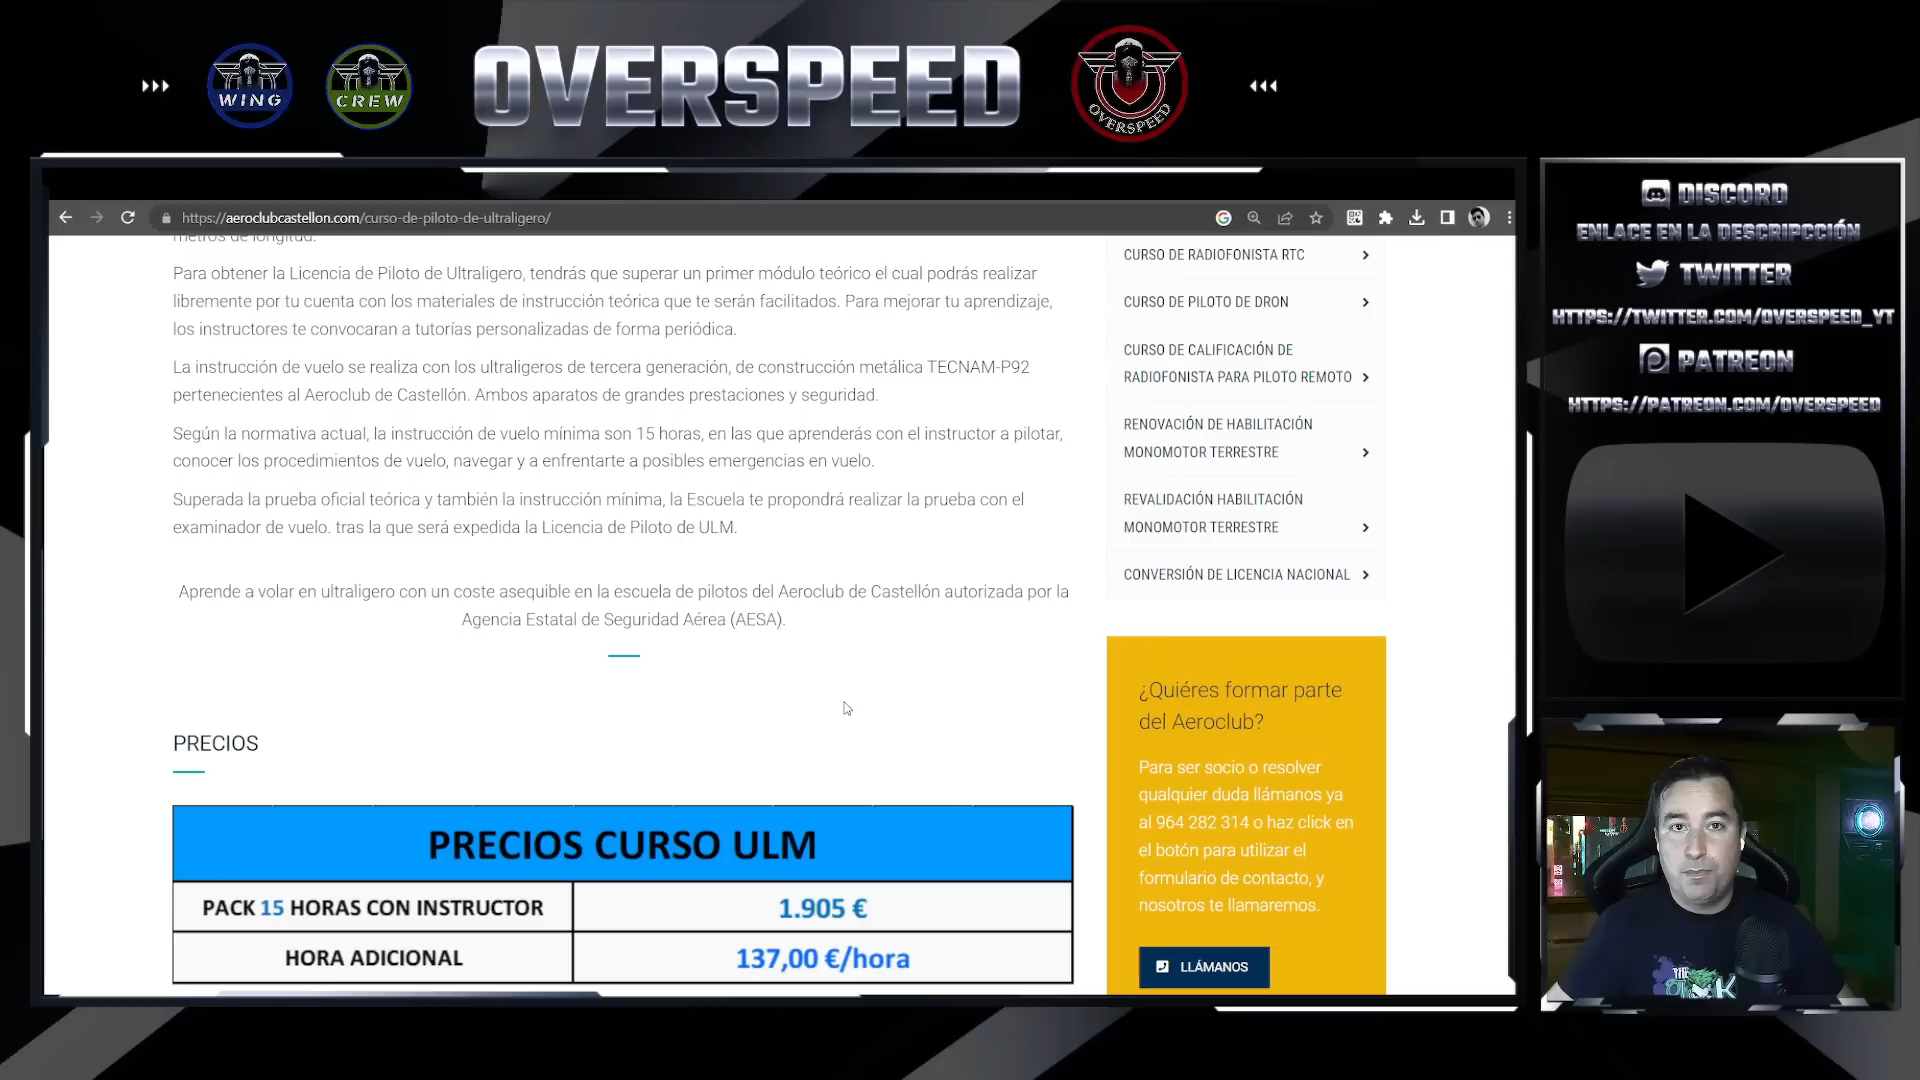 WING
CREW
OVERSPEED
OVERSPEED
https://aeroclubcastellon.com/curso-de-piloto-de-ultraligero/
metros de longitud.
Para obtener la Licencia de Piloto de Ultraligero, tendrás que superar un primer módulo teórico el cual podrás realizar
libremente por tu cuenta con los materiales de instrucción teórica que te serán facilitados. Para mejorar tu aprendizaje,
los instructores te convocaran a tutorías personalizadas de forma periódica.
La instrucción de vuelo se realiza con los ultraligeros de tercera generación, de construcción metálica TECNAM-P92
pertenecientes al Aeroclub de Castellón. Ambos aparatos de grandes prestaciones y seguridad.
Según la normativa actual, la instrucción de vuelo mínima son 15 horas, en las que aprenderás con el instructor a pilotar,
conocer los procedimientos de vuelo, navegar y a enfrentarte a posibles emergencias en vuelo.
Superada la prueba oficial teórica y también la instrucción mínima, la Escuela te propondrá realizar la prueba con el
examinador de vuelo. tras la que será expedida la Licencia de Piloto de ULM.
Aprende a volar en ultraligero con un coste asequible en la escuela de pilotos del Aeroclub de Castellón autorizada por la
Agencia Estatal de Seguridad Aérea (AESA).
PRECIOS
PRECIOS CURSO ULM
PACK 15 HORAS CON INSTRUCTOR 1.905 €
HORA ADICIONAL 137,00 €/hora
CURSO DE RADIOFONISTA RTC
CURSO DE PILOTO DE DRON
CURSO DE CALIFICACIÓN DE
RADIOFONISTA PARA PILOTO REMOTO
RENOVACIÓN DE HABILITACIÓN
MONOMOTOR TERRESTRE
REVALIDACIÓN HABILITACIÓN
MONOMOTOR TERRESTRE
CONVERSIÓN DE LICENCIA NACIONAL
¿Quiéres formar parte
del Aeroclub?
Para ser socio o resolver
qualquier duda llámanos ya
al 964 282 314 o haz click en
el botón para utilizar el
formulario de contacto, y
nosotros te llamaremos.
LLÁMANOS
DISCORD
ENLACE EN LA DESCRIPCCIÓN
TWITTER
HTTPS://TWITTER.COM/OVERSPEED_YT
PATREON
HTTPS://PATREON.COM/OVERSPEED